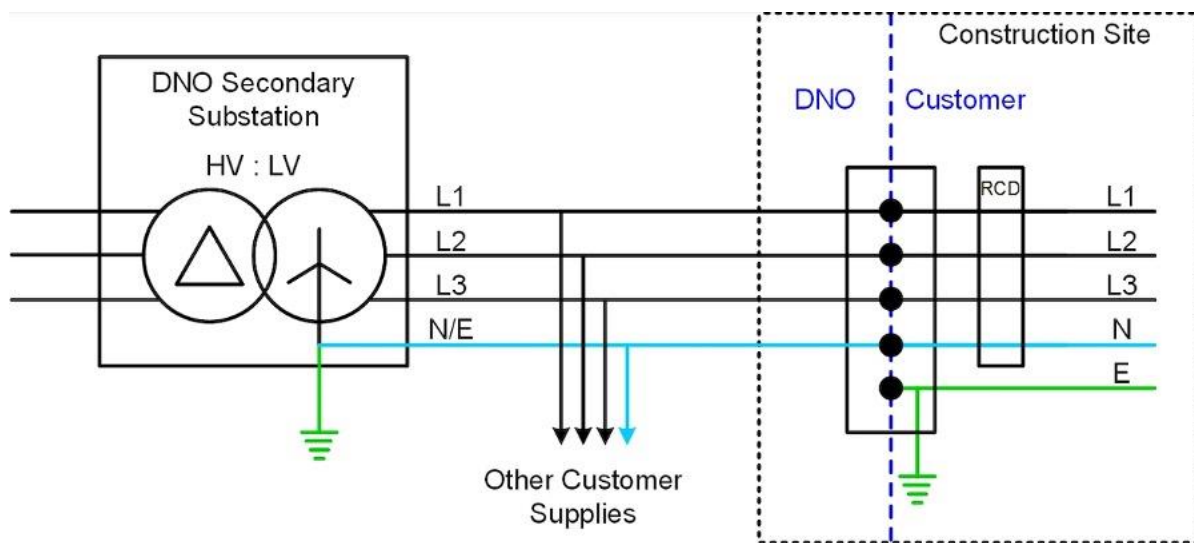 Construction Site
DNO Secondary
Substation
HV : LV
DNO
Customer
L1
L2
L3
N/E
RCD
L1
L2
L3
N
E
Other Customer
Supplies